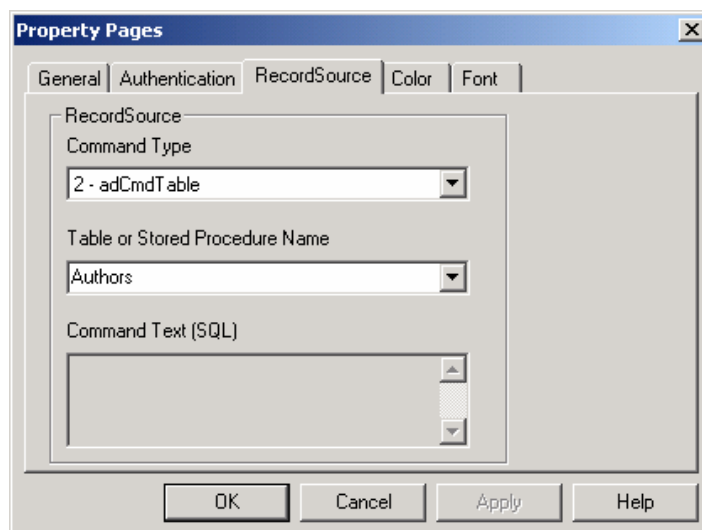 Property Pages
General Authentication RecordSource Color Font
RecordSource
Command Type
2 - adCmdTable
Table or Stored Procedure Name
Authors
Command Text (SQL)
OK Cancel Apply Help